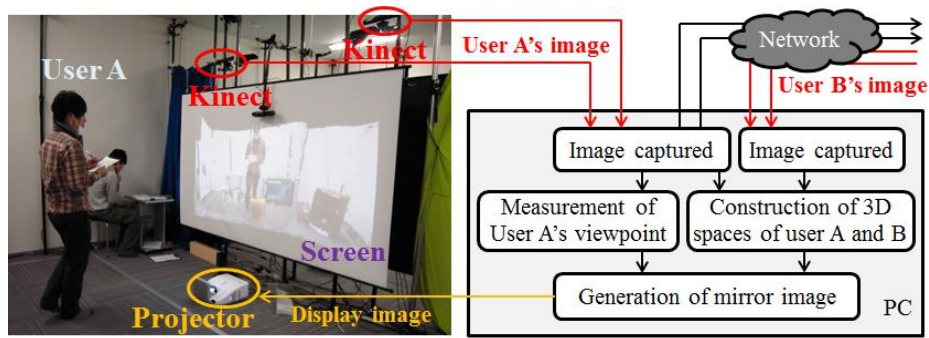 Kinect
User A's image
Network
User A
Kinect
User B's image
Image captured
Image captured
Measurement of
User A's viewpoint
Construction of 3D
spaces of user A and B
Screen
Generation of mirror image
Projector
Display image
PC